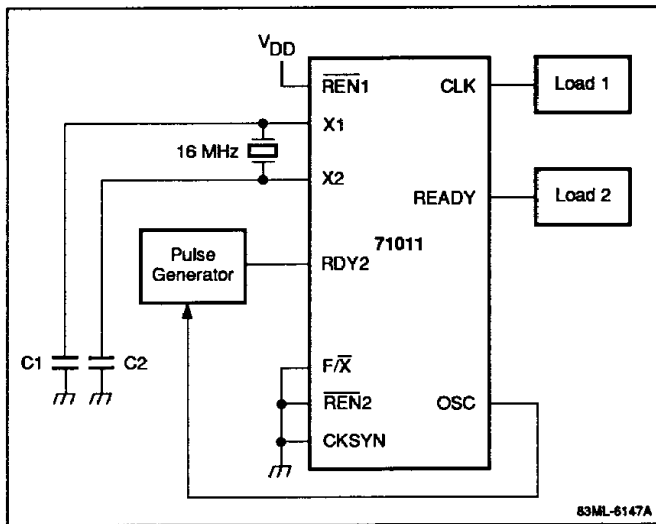 VDD
REN1
CLK
Load 1
X1
16 MHz
X2
READY
Load 2
71011
Pulse
Generator
RDY2
C1
C2
F/X
REN2
OSC
CKSYN
83ML-6147A